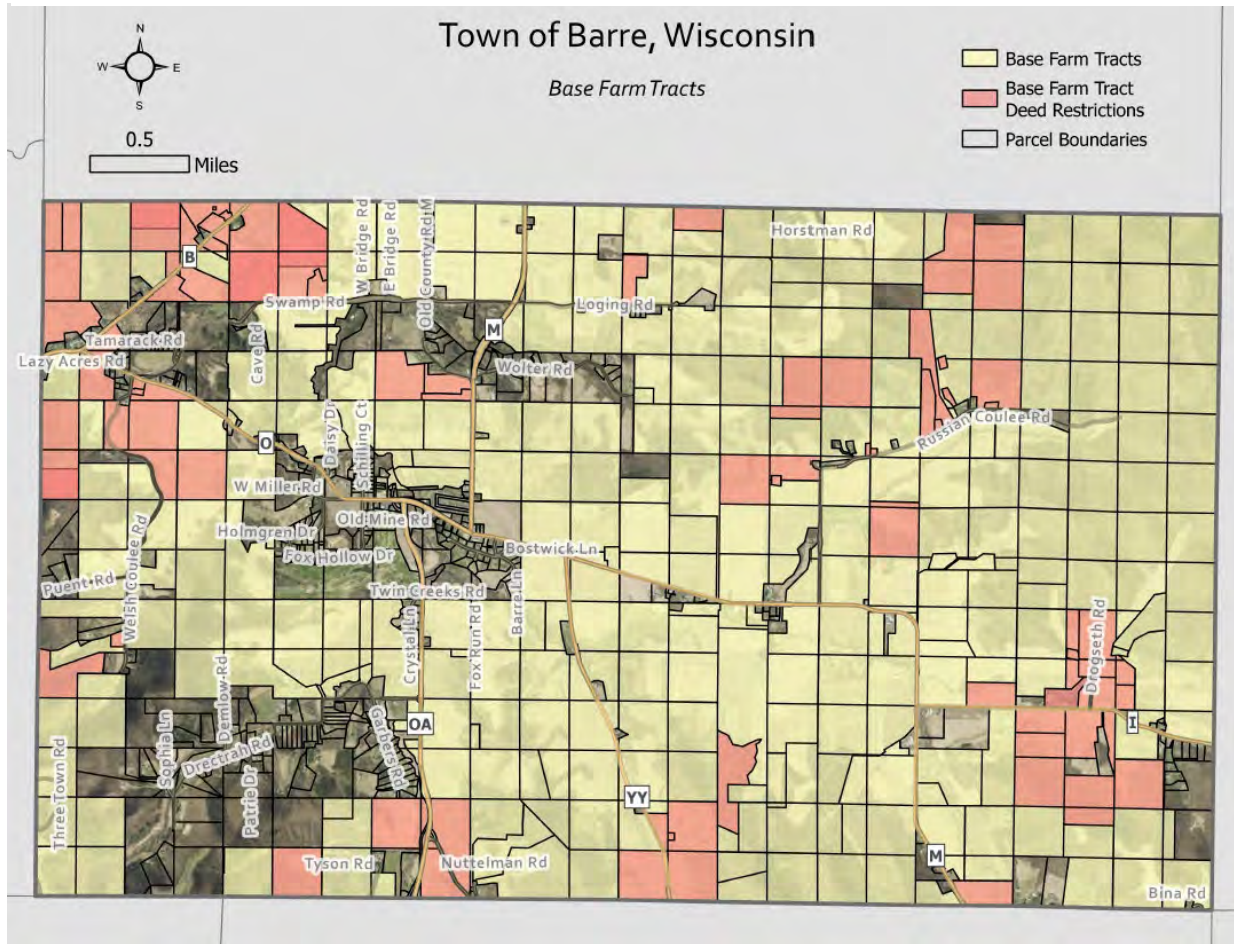 Town of Barre, Wisconsin
Base Farm Tracts
N
W E
S
0.5
Miles
Base Farm Tracts
Base Farm Tract
Deed Restrictions
Parcel Boundaries
W Bridge Rd
E Bridge Rd
Old County Rd M
Horstman Rd
B
Swamp Rd
Loging Rd
M
Tamarack Rd
Lazy Acres Rd
Cave Rd
Wolter Rd
Daisy Dr
Schilling Ct
Russian Coulee Rd
O
W Miller Rd
Old Mine Rd
Holmgren Dr
Fox Hollow Dr
Bostwick Ln
Puent Rd
Welsh Coulee Rd
Twin Creeks Rd
Crystal Ln
Fox Run Rd
Barre Ln
Drogseth Rd
Demlow Rd
Sophia Ln
Garbers Rd
OA
I
Drectrah Rd
Three Town Rd
Patrie Dr
YY
M
Tyson Rd
Nuttelman Rd
Bina Rd